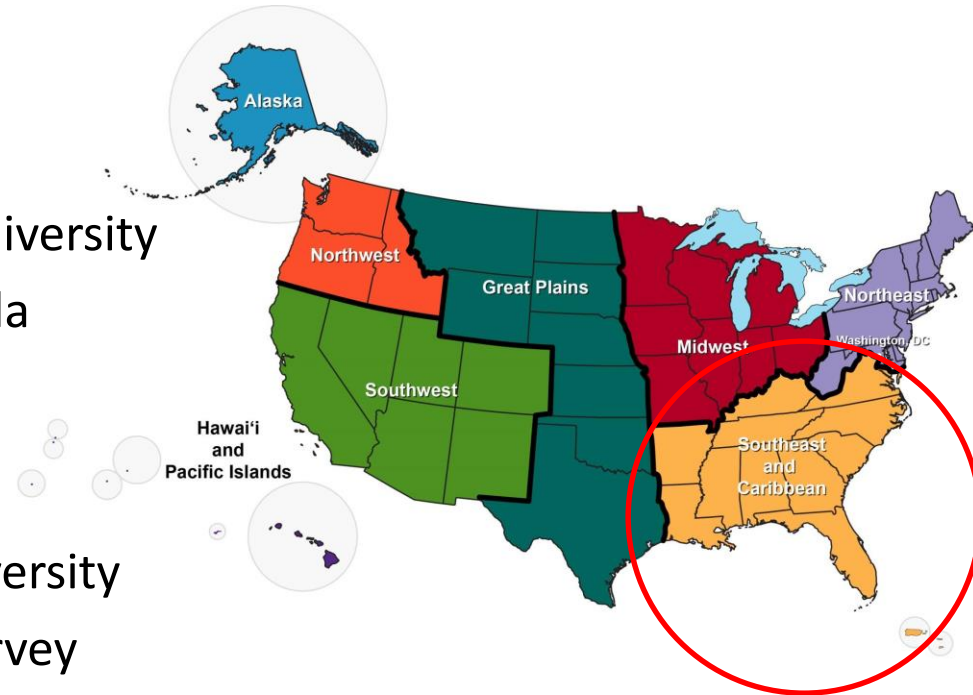 Alaska
iversity
Northwest
la
Great Plains
Northeast
Washington, DC
Midwest
Southwest
Hawai‘i
and
Pacific Islands
Southeast
and
Caribbean
versity
rvey